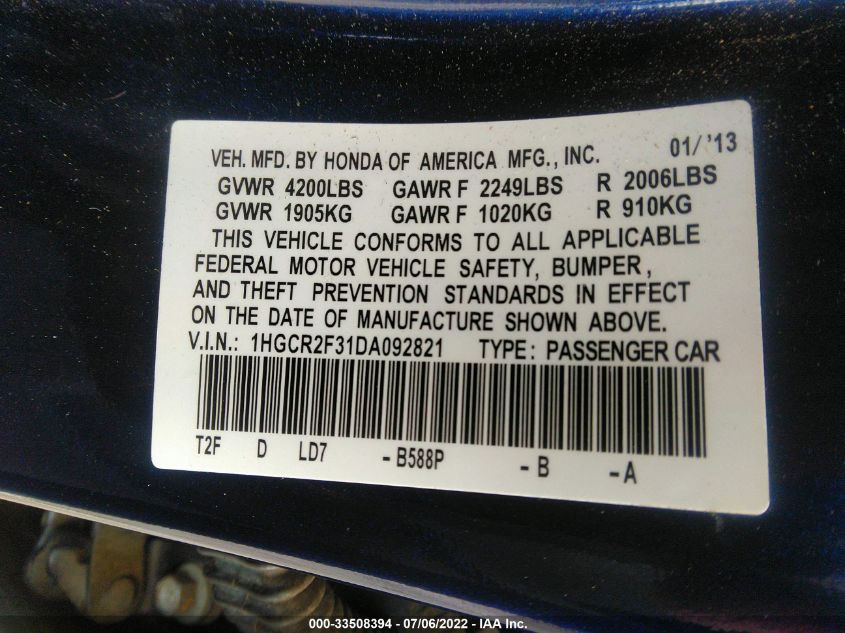 VEH. MFD. BY HONDA OF AMERICA MFG., INC. 01/ '13
GVWR 4200LBS GAWR F 2249LBS R 2006LBS
GVWR 1905KG GAWR F 1020KG R 910KG
THIS VEHICLE CONFORMS TO ALL APPLICABLE
FEDERAL MOTOR VEHICLE SAFETY, BUMPER,
AND THEFT PREVENTION STANDARDS IN EFFECT
ON THE DATE OF MANUFACTURE SHOWN ABOVE.
V.I.N.: 1HGCR2F31DA092821 TYPE: PASSENGER CAR
T2F D LD7 -B588P -B -A
000-33508394 - 07/06/2022 - IAA Inc.